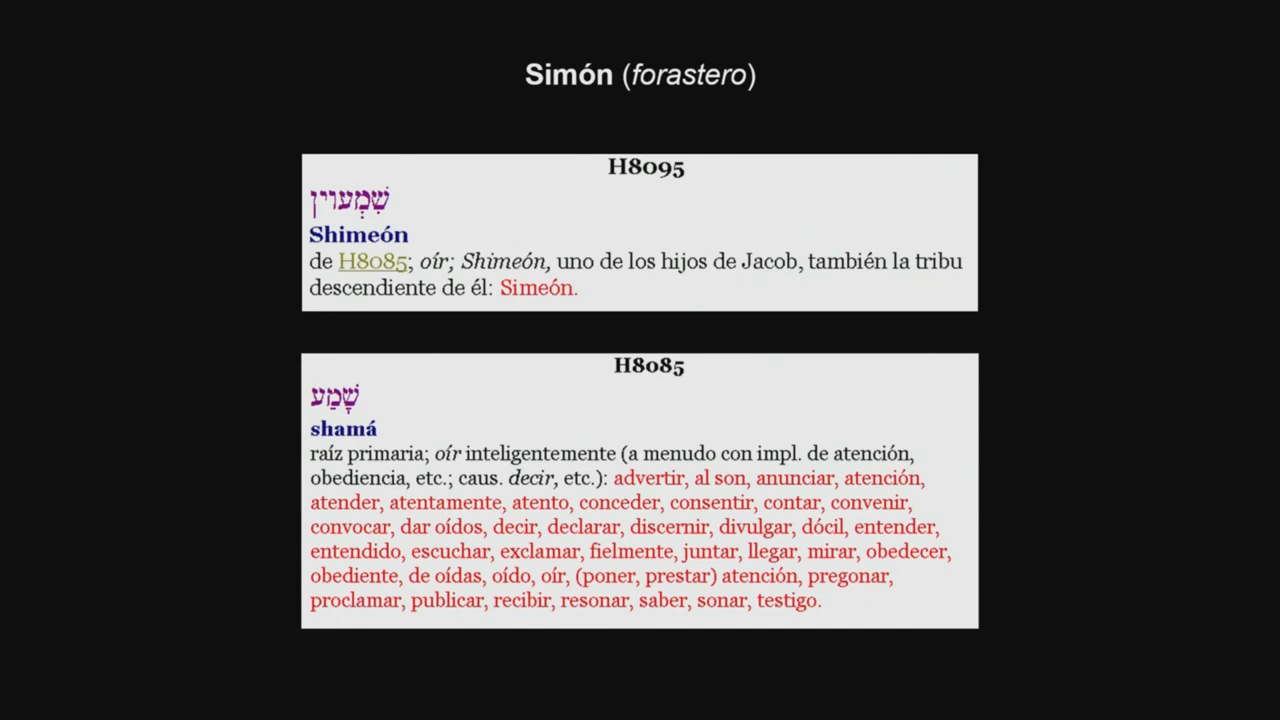 Simón (forastero)
H8095
שִׁמְעוֹין
Shimeón
de H8085; oír; Shimeón, uno de los hijos de Jacob, también la tribu
descendiente de él: Simeón.
H8085
שָׁמַע
shamá
raíz primaria; oír inteligentemente (a menudo con impl. de atención,
obediencia, etc.; caus. decir, etc.): advertir, al son, anunciar, atención,
atender, atentamente, atento, conceder, consentir, contar, convenir,
convocar, dar oídos, decir, declarar, discernir, divulgar, dócil, entender,
entendido, escuchar, exclamar, fielmente, juntar, llegar, mirar, obedecer,
obediente, de oídas, oído, oír, (poner, prestar) atención, pregonar,
proclamar, publicar, recibir, resonar, saber, sonar, testigo.